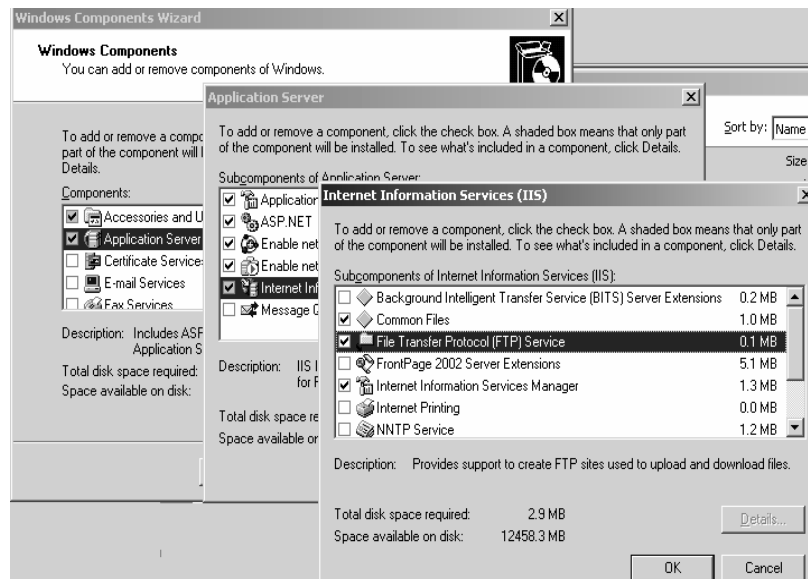 Windows Components Wizard
Windows Components
You can add or remove components of Windows.
To add or remove a compo
part of the component will
Details.
Components:
Accessories and U
Application Server
Certificate Service
E-mail Services
Fax Services
Description: Includes ASP
Application S
Total disk space required:
Space available on disk:
Application Server
To add or remove a component, click the check box. A shaded box means that only part
of the component will be installed. To see what's included in a component, click Details.
Subcomponents of Application Server:
Application
ASP.NET
Enable net
Enable net
Internet Inf
Message Q
Description: IIS I
for F
Total disk space re
Space available on
Sort by: Name
Size
Internet Information Services (IIS)
To add or remove a component, click the check box. A shaded box means that only part
of the component will be installed. To see what's included in a component, click Details.
Subcomponents of Internet Information Services (IIS):
Background Intelligent Transfer Service (BITS) Server Extensions 0.2 MB
Common Files 1.0 MB
File Transfer Protocol (FTP) Service 0.1 MB
FrontPage 2002 Server Extensions 5.1 MB
Internet Information Services Manager 1.3 MB
Internet Printing 0.0 MB
NNTP Service 1.2 MB
Description: Provides support to create FTP sites used to upload and download files.
Total disk space required: 2.9 MB
Space available on disk: 12458.3 MB
Details...
OK Cancel